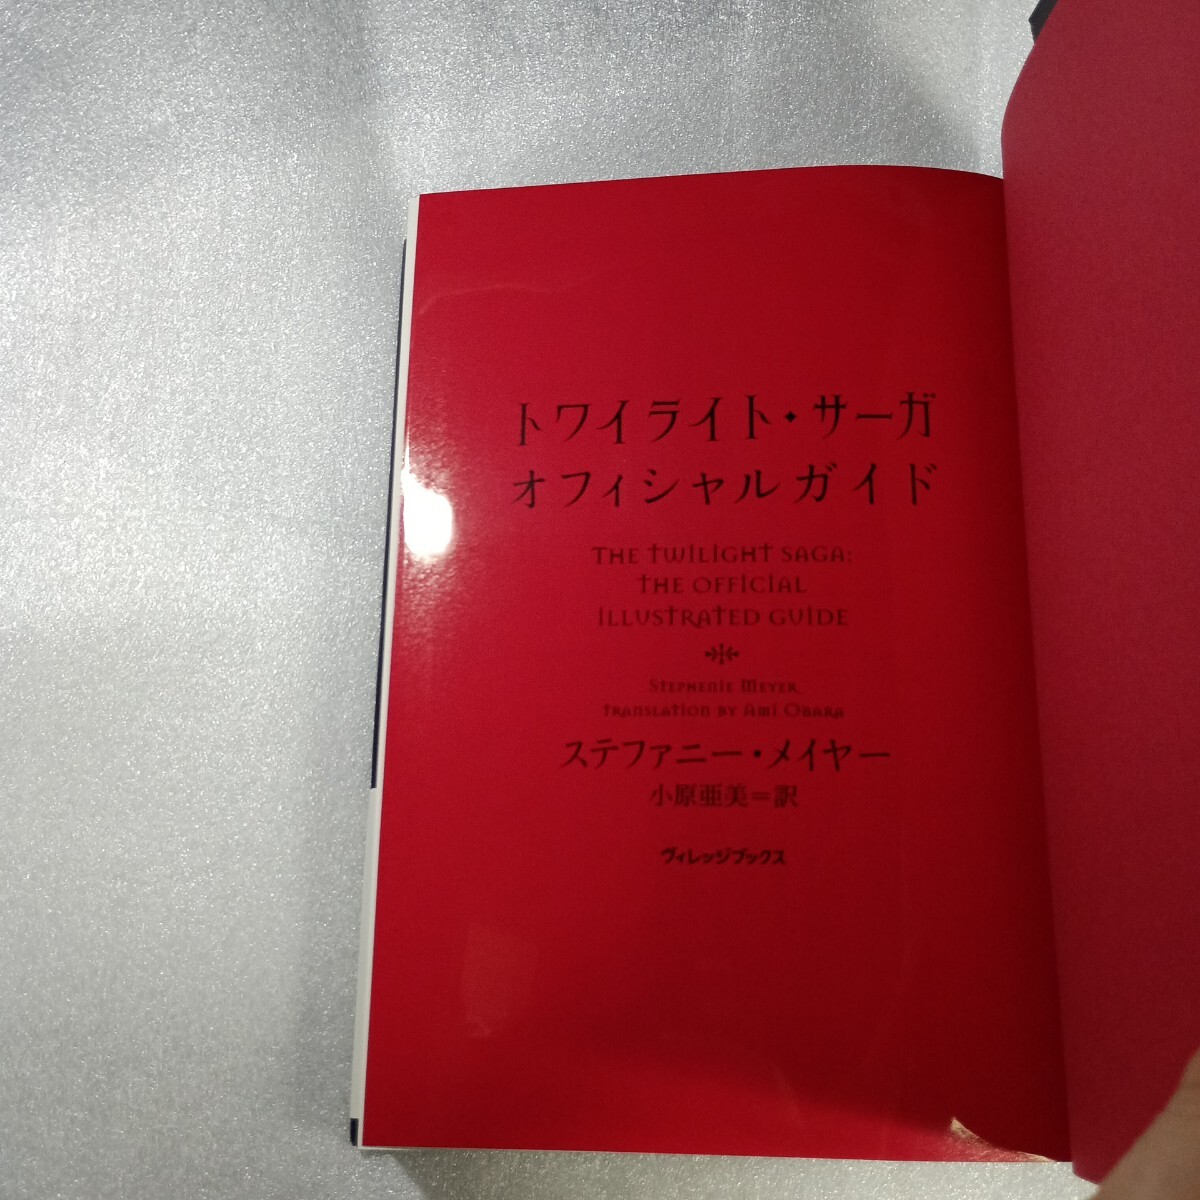 トワイライト・サーガ
オフィシャルガイド
THE TWILIGHT SAGA:
THE OFFICIAL
ILLUSTRATED GUIDE
STEPHENIE MEYER
TRANSLATION BY AMI OBARA
ステファニー・メイヤー
小原亜美＝訳
ヴィレッジブックス